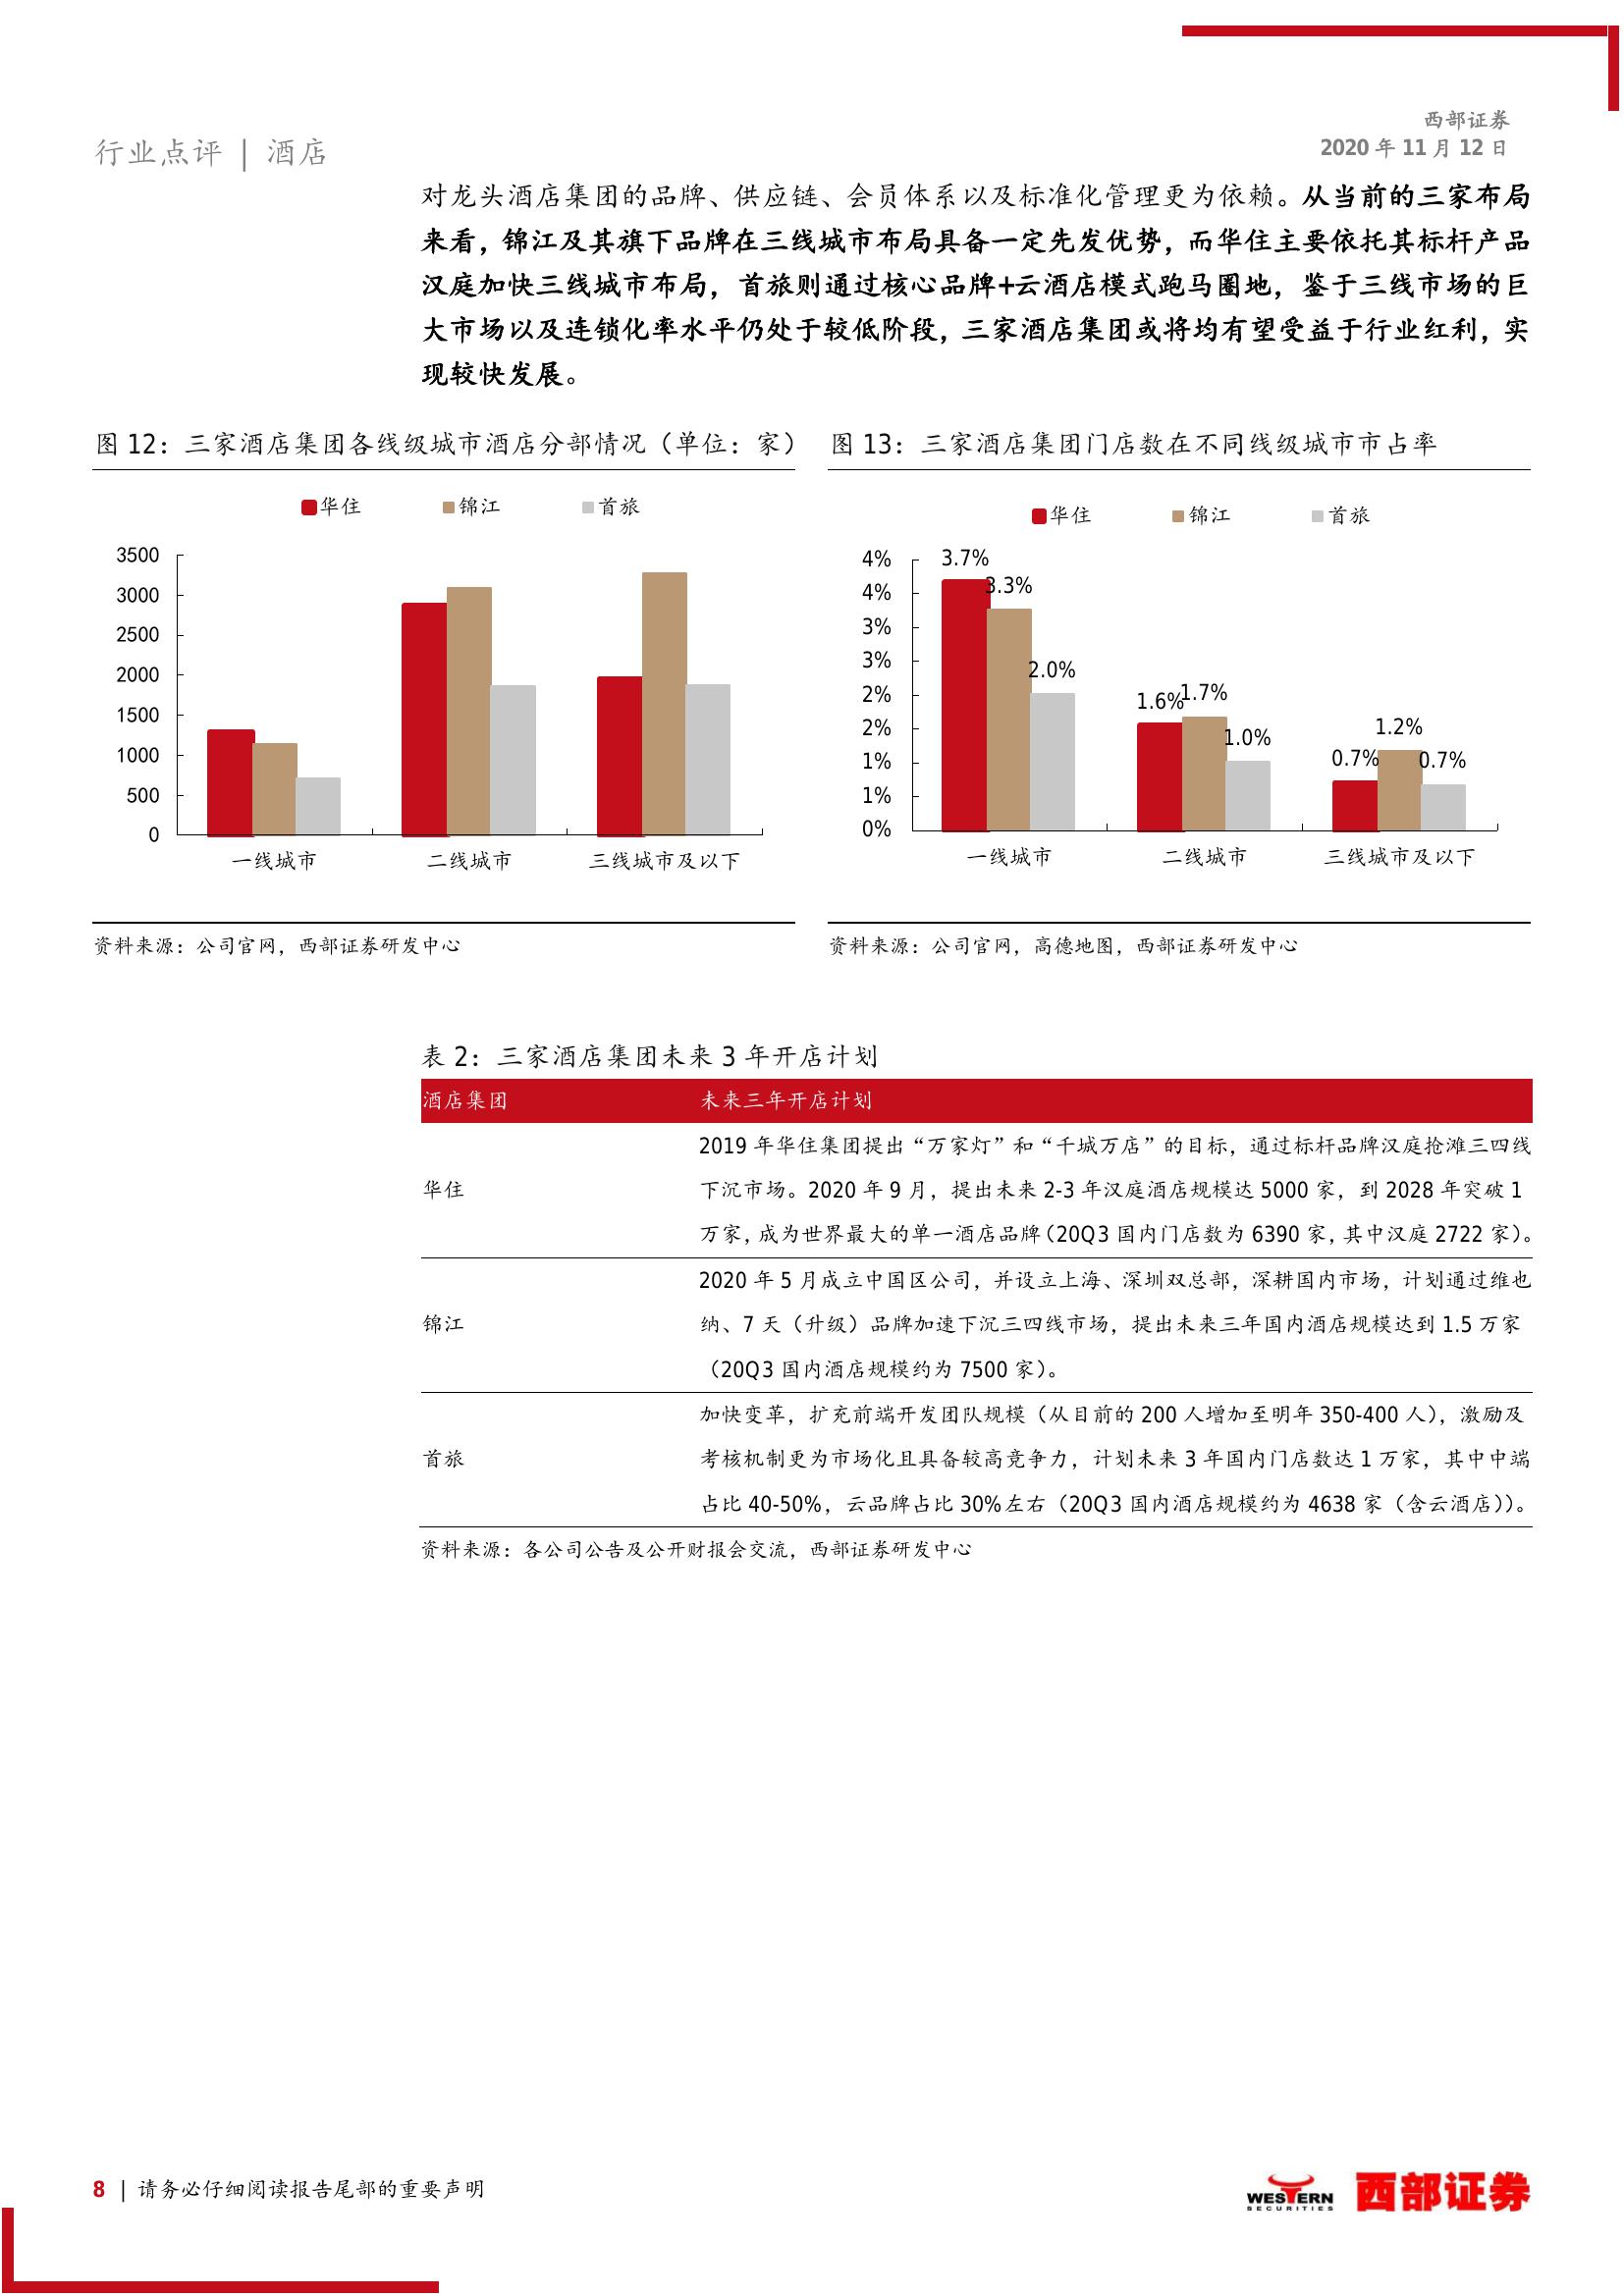 西部证券
2020 年 11 月 12 日
行业点评 | 酒店
对龙头酒店集团的品牌、供应链、会员体系以及标准化管理更为依赖。从当前的三家布局
来看，锦江及其旗下品牌在三线城市布局具备一定先发优势，而华住主要依托其标杆产品
汉庭加快三线城市布局，首旅则通过核心品牌+云酒店模式跑马圈地，鉴于三线市场的巨
大市场以及连锁化率水平仍处于较低阶段，三家酒店集团或将均有望受益于行业红利，实
现较快发展。
图 12：三家酒店集团各线级城市酒店分部情况（单位：家）
华住 锦江 首旅
3500
3000
2500
2000
1500
1000
500
0
一线城市 二线城市 三线城市及以下
资料来源：公司官网，西部证券研发中心
图 13：三家酒店集团门店数在不同线级城市市占率
华住 锦江 首旅
4%
4%
3%
3%
2%
2%
1%
1%
0%
3.7%
3.3%
2.0%
1.6%
1.7%
1.0%
0.7%
1.2%
0.7%
一线城市 二线城市 三线城市及以下
资料来源：公司官网，高德地图，西部证券研发中心
表 2：三家酒店集团未来 3 年开店计划
酒店集团 未来三年开店计划
华住
2019 年华住集团提出“万家灯”和“千城万店”的目标，通过标杆品牌汉庭抢滩三四线
下沉市场。2020 年 9 月，提出未来 2-3 年汉庭酒店规模达 5000 家，到 2028 年突破 1
万家，成为世界最大的单一酒店品牌（20Q3 国内门店数为 6390 家，其中汉庭 2722 家）。
锦江
2020 年 5 月成立中国区公司，并设立上海、深圳双总部，深耕国内市场，计划通过维也
纳、7 天（升级）品牌加速下沉三四线市场，提出未来三年国内酒店规模达到 1.5 万家
（20Q3 国内酒店规模约为 7500 家）。
首旅
加快变革，扩充前端开发团队规模（从目前的 200 人增加至明年 350-400 人），激励及
考核机制更为市场化且具备较高竞争力，计划未来 3 年国内门店数达 1 万家，其中中端
占比 40-50%，云品牌占比 30%左右（20Q3 国内酒店规模约为 4638 家（含云酒店））。
资料来源：各公司公告及公开财报会交流，西部证券研发中心
8 | 请务必仔细阅读报告尾部的重要声明
WESTERN
SECURITIES
西部证券